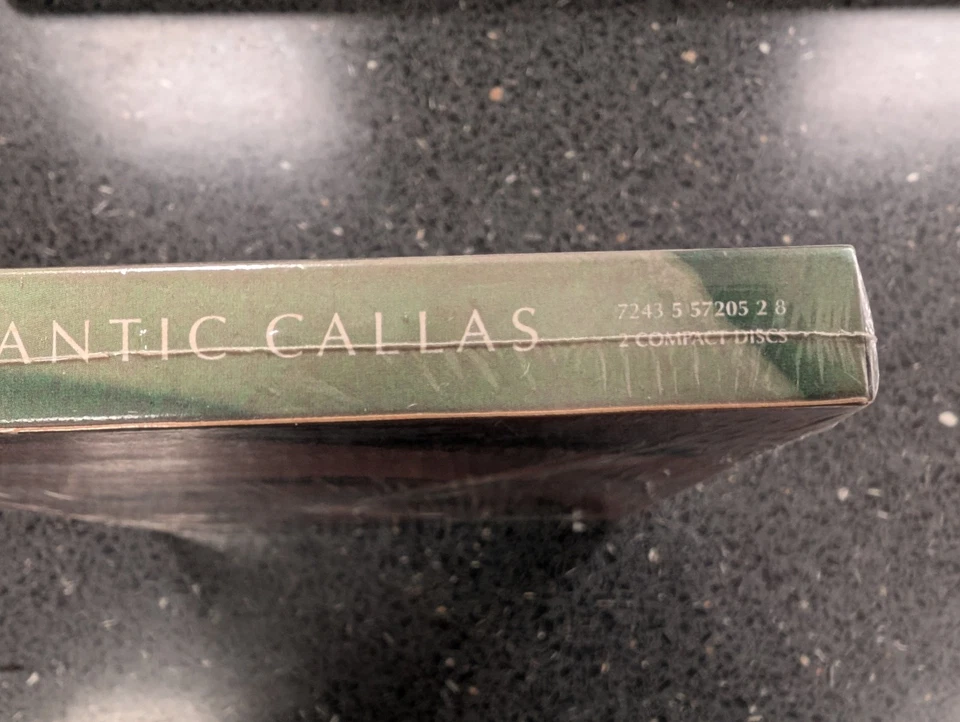 ANTIC CALLAS
7243 5 57205 2 8
2 COMPACT DISCS